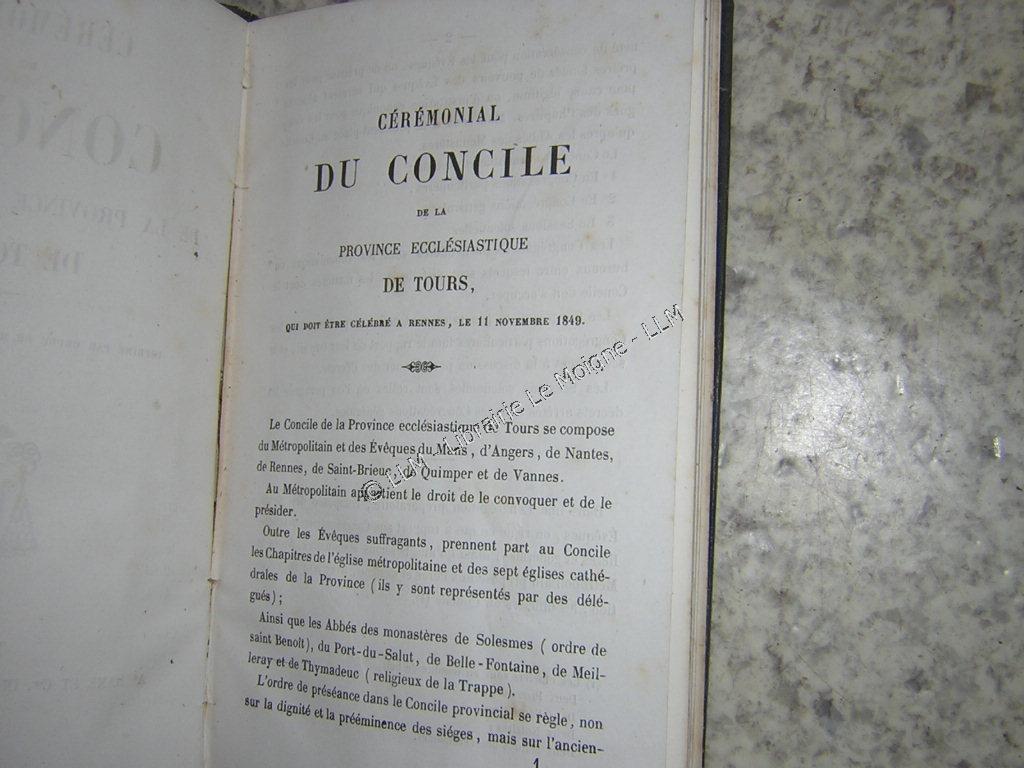 CÉRÉMONIAL
DU CONCILE
DE LA
PROVINCE ECCLÉSIASTIQUE
DE TOURS,
QUI DOIT ÊTRE CÉLÉBRÉ A RENNES, LE 11 NOVEMBRE 1849.
Le Concile de la Province ecclésiastique de Tours se compose
du Métropolitain et des Évêques du Mans, d'Angers, de Nantes,
de Rennes, de Saint-Brieuc, de Quimper et de Vannes.
Au Métropolitain appartient le droit de le convoquer et de le
présider.
Outre les Évêques suffragants, prennent part au Concile
les Chapitres de l'église métropolitaine et des sept églises cathé-
drales de la Province (ils y sont représentés par des délé-
gués);
Ainsi que les Abbés des monastères de Solesmes (ordre de
saint Benoît), du Port-du-Salut, de Belle-Fontaine, de Meil-
leray et de Thymadeuc (religieux de la Trappe).
L'ordre de préséance dans le Concile provincial se règle, non
sur la dignité et la prééminence des siéges, mais sur l'ancien-
1
© LLM - Librairie Le Moigne - LLM